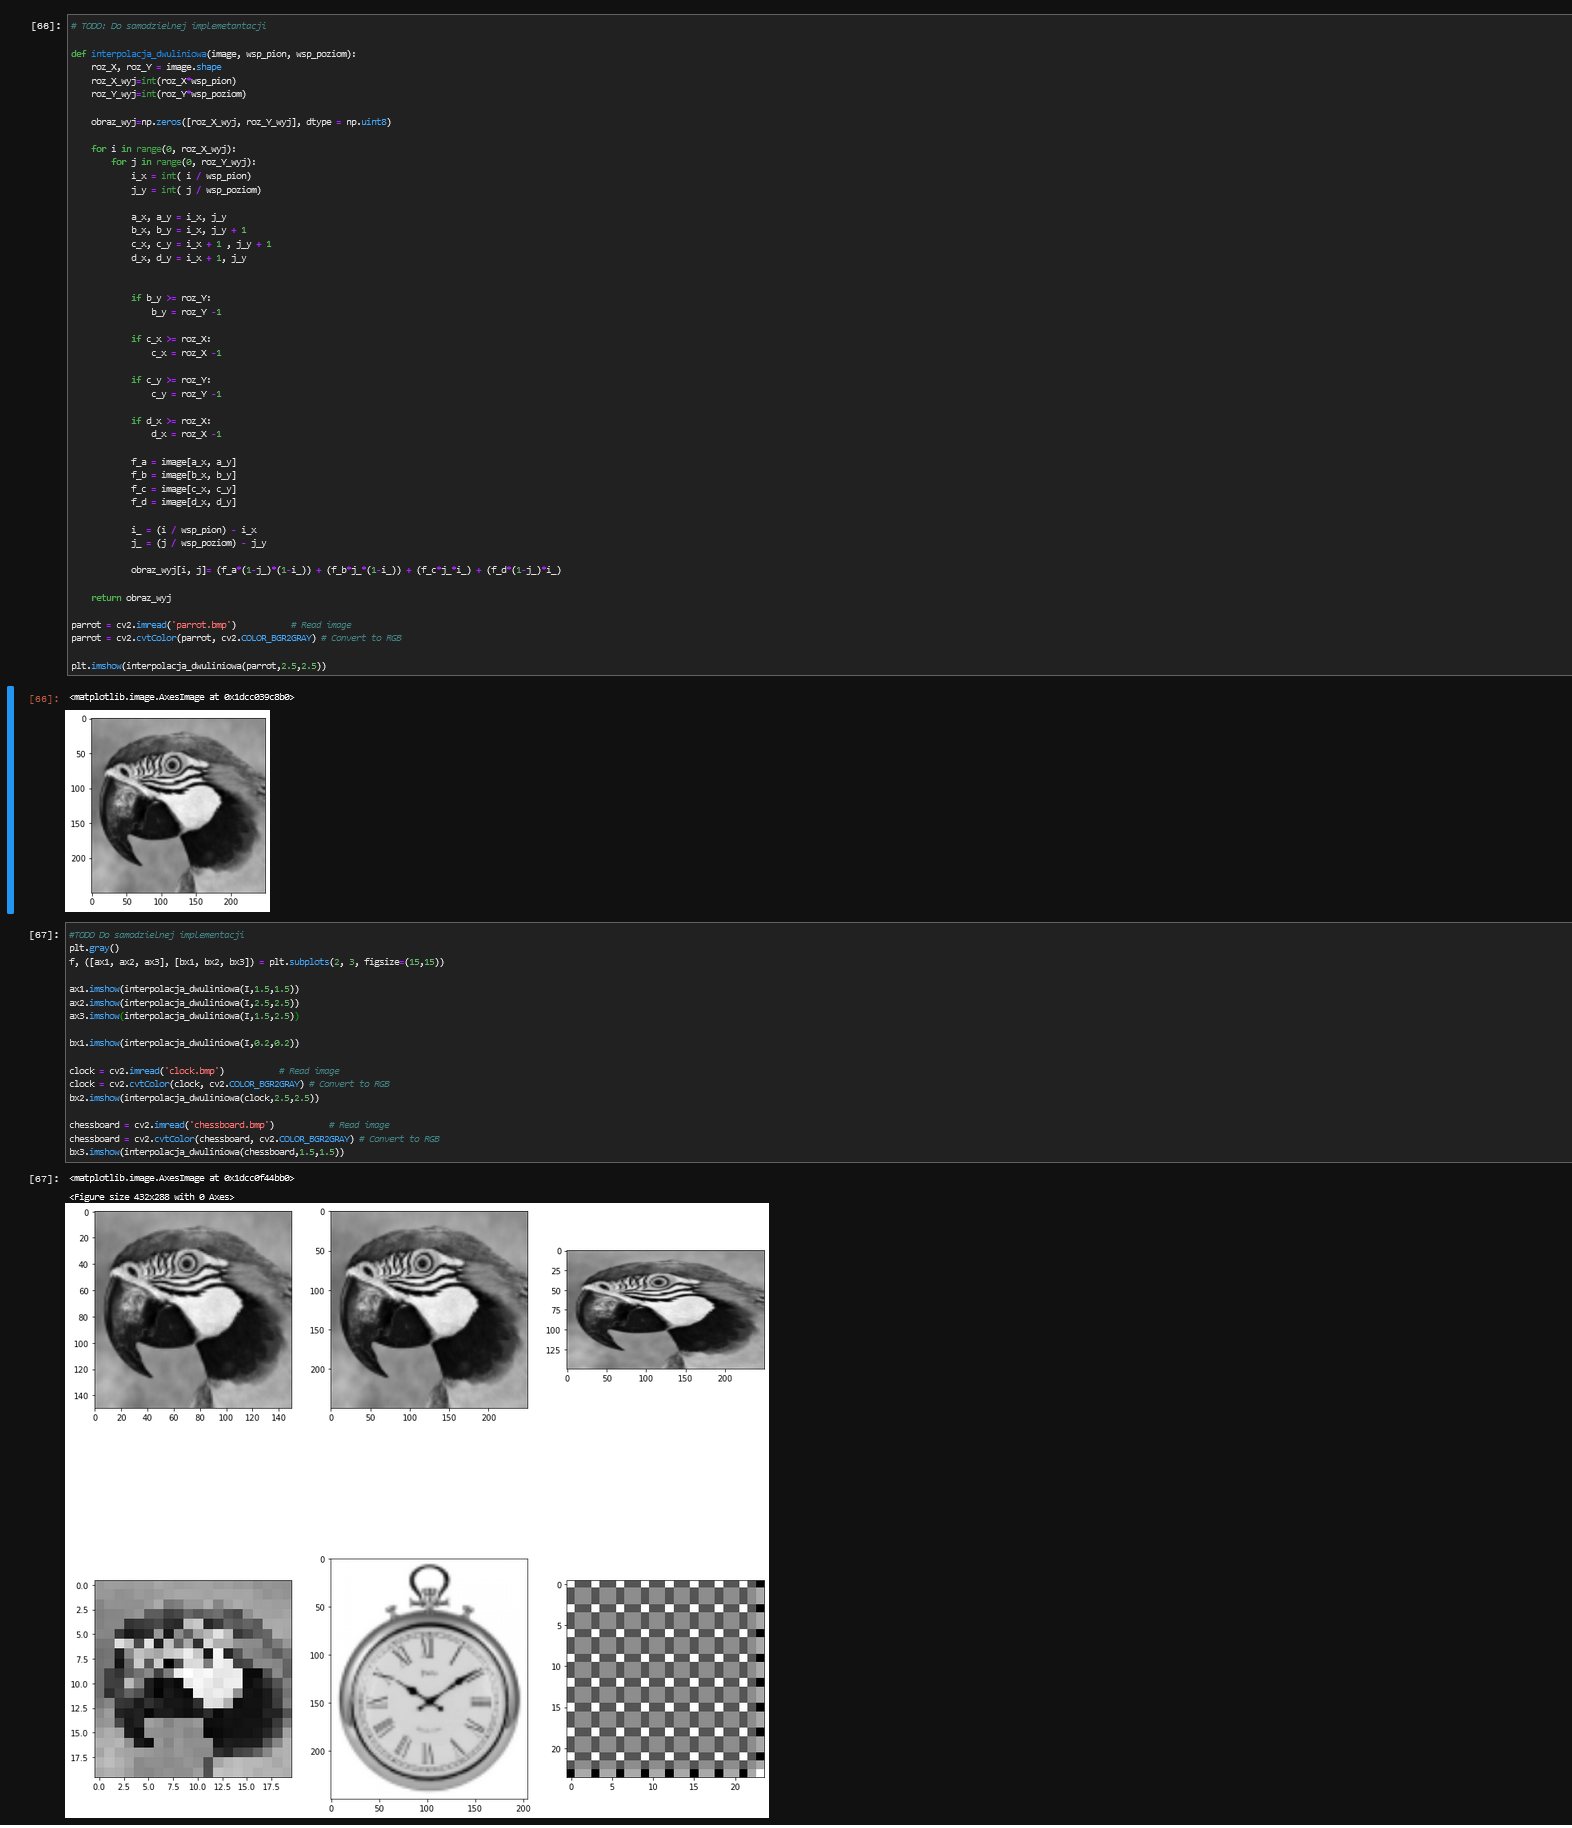 [66]:
# TODO: Do samodzielnej implemetantacji
def interpolacja_dwuliniowa(image, wsp_pion, wsp_poziom):
roz_X, roz_Y = image.shape
roz_X_wyj=int(roz_X*wsp_pion)
roz_Y_wyj=int(roz_Y*wsp_poziom)
obraz_wyj=np.zeros([roz_X_wyj, roz_Y_wyj], dtype = np.uint8)
for i in range(0, roz_X_wyj):
for j in range(0, roz_Y_wyj):
i_x = int( i / wsp_pion)
j_y = int( j / wsp_poziom)
a_x, a_y = i_x, j_y
b_x, b_y = i_x, j_y + 1
c_x, c_y = i_x + 1 , j_y + 1
d_x, d_y = i_x + 1, j_y
if b_y >= roz_Y:
b_y = roz_Y -1
if c_x >= roz_X:
c_x = roz_X -1
if c_y >= roz_Y:
c_y = roz_Y -1
if d_x >= roz_X:
d_x = roz_X -1
f_a = image[a_x, a_y]
f_b = image[b_x, b_y]
f_c = image[c_x, c_y]
f_d = image[d_x, d_y]
i_ = (i / wsp_pion) - i_x
j_ = (j / wsp_poziom) - j_y
obraz_wyj[i, j]= (f_a*(1-j_)*(1-i_)) + (f_b*j_*(1-i_)) + (f_c*j_*i_) + (f_d*(1-j_)*i_)
return obraz_wyj
parrot = cv2.imread('parrot.bmp') # Read image
parrot = cv2.cvtColor(parrot, cv2.COLOR_BGR2GRAY) # Convert to RGB
plt.imshow(interpolacja_dwuliniowa(parrot,2.5,2.5))
[66]: <matplotlib.image.AxesImage at 0x1dcc039c8b0>
0
50
100
150
200
0 50 100 150 200
[67]: #TODO Do samodzielnej implementacji
plt.gray()
f, ([ax1, ax2, ax3], [bx1, bx2, bx3]) = plt.subplots(2, 3, figsize=(15,15))
ax1.imshow(interpolacja_dwuliniowa(I,1.5,1.5))
ax2.imshow(interpolacja_dwuliniowa(I,2.5,2.5))
ax3.imshow(interpolacja_dwuliniowa(I,1.5,2.5))
bx1.imshow(interpolacja_dwuliniowa(I,0.2,0.2))
clock = cv2.imread('clock.bmp') # Read image
clock = cv2.cvtColor(clock, cv2.COLOR_BGR2GRAY) # Convert to RGB
bx2.imshow(interpolacja_dwuliniowa(clock,2.5,2.5))
chessboard = cv2.imread('chessboard.bmp') # Read image
chessboard = cv2.cvtColor(chessboard, cv2.COLOR_BGR2GRAY) # Convert to RGB
bx3.imshow(interpolacja_dwuliniowa(chessboard,1.5,1.5))
[67]: <matplotlib.image.AxesImage at 0x1dcc0f44bb0>
<Figure size 432x288 with 0 Axes>
0
20
40
60
80
100
120
140
0 20 40 60 80 100 120 140
0
50
100
150
200
0 50 100 150 200
0
25
50
75
100
125
0 50 100 150 200
0.0
2.5
5.0
7.5
10.0
12.5
15.0
17.5
0.0 2.5 5.0 7.5 10.0 12.5 15.0 17.5
0
50
100
150
200
0 50 100 150 200
0
5
10
15
20
0 5 10 15 20